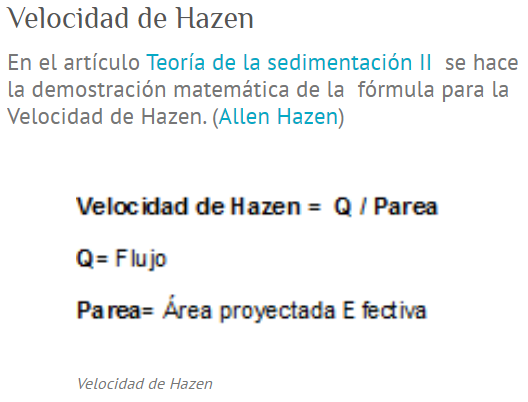 Velocidad de Hazen
En el artículo Teoría de la sedimentación II se hace
la demostración matemática de la fórmula para la
Velocidad de Hazen. (Allen Hazen)
Velocidad de Hazen = Q / Parea
Q= Flujo
Parea= Área proyectada E fectiva
Velocidad de Hazen